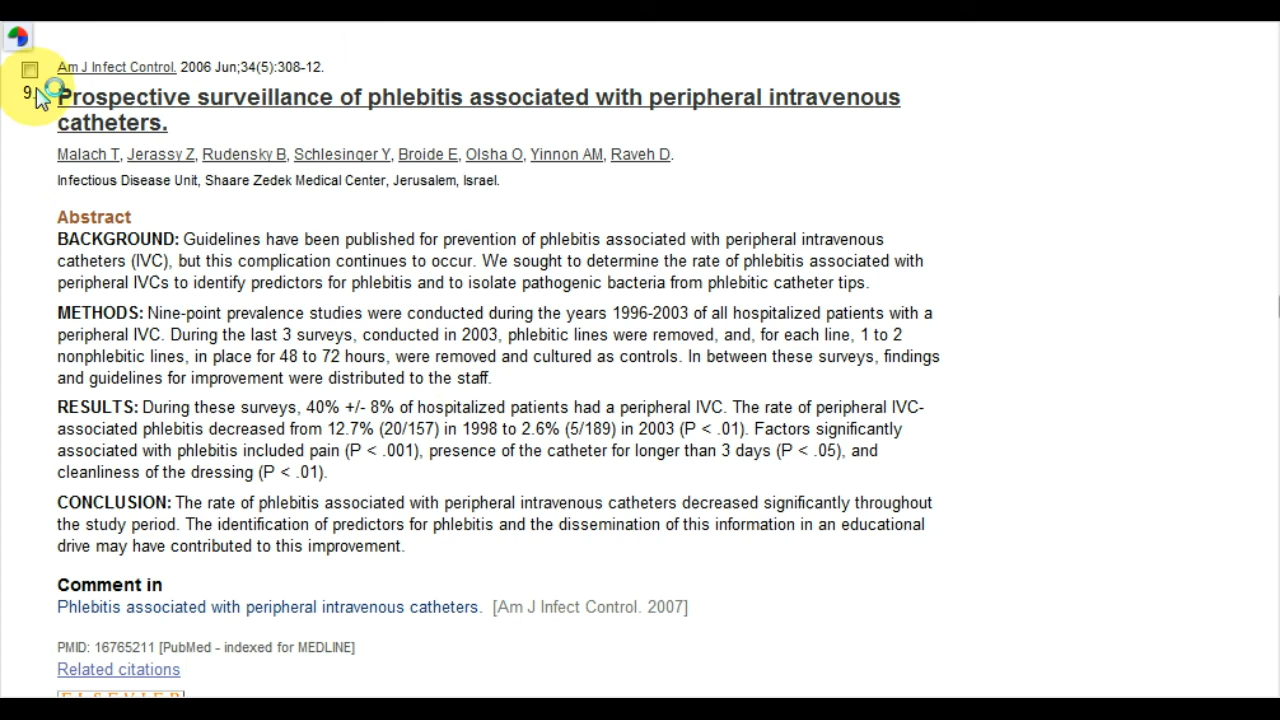 Am J Infect Control. 2006 Jun;34(5):308-12.
9.
Prospective surveillance of phlebitis associated with peripheral intravenous
catheters.
Malach T, Jerassy Z, Rudensky B, Schlesinger Y, Broide E, Olsha O, Yinnon AM, Raveh D.
Infectious Disease Unit, Shaare Zedek Medical Center, Jerusalem, Israel.
Abstract
BACKGROUND: Guidelines have been published for prevention of phlebitis associated with peripheral intravenous
catheters (IVC), but this complication continues to occur. We sought to determine the rate of phlebitis associated with
peripheral IVCs to identify predictors for phlebitis and to isolate pathogenic bacteria from phlebitic catheter tips.
METHODS: Nine-point prevalence studies were conducted during the years 1996-2003 of all hospitalized patients with a
peripheral IVC. During the last 3 surveys, conducted in 2003, phlebitic lines were removed, and, for each line, 1 to 2
nonphlebitic lines, in place for 48 to 72 hours, were removed and cultured as controls. In between these surveys, findings
and guidelines for improvement were distributed to the staff.
RESULTS: During these surveys, 40% +/- 8% of hospitalized patients had a peripheral IVC. The rate of peripheral IVC-
associated phlebitis decreased from 12.7% (20/157) in 1998 to 2.6% (5/189) in 2003 (P < .01). Factors significantly
associated with phlebitis included pain (P < .001), presence of the catheter for longer than 3 days (P < .05), and
cleanliness of the dressing (P < .01).
CONCLUSION: The rate of phlebitis associated with peripheral intravenous catheters decreased significantly throughout
the study period. The identification of predictors for phlebitis and the dissemination of this information in an educational
drive may have contributed to this improvement.
Comment in
Phlebitis associated with peripheral intravenous catheters. [Am J Infect Control. 2007]
PMID: 16765211 [PubMed - indexed for MEDLINE]
Related citations
ELSEVIER